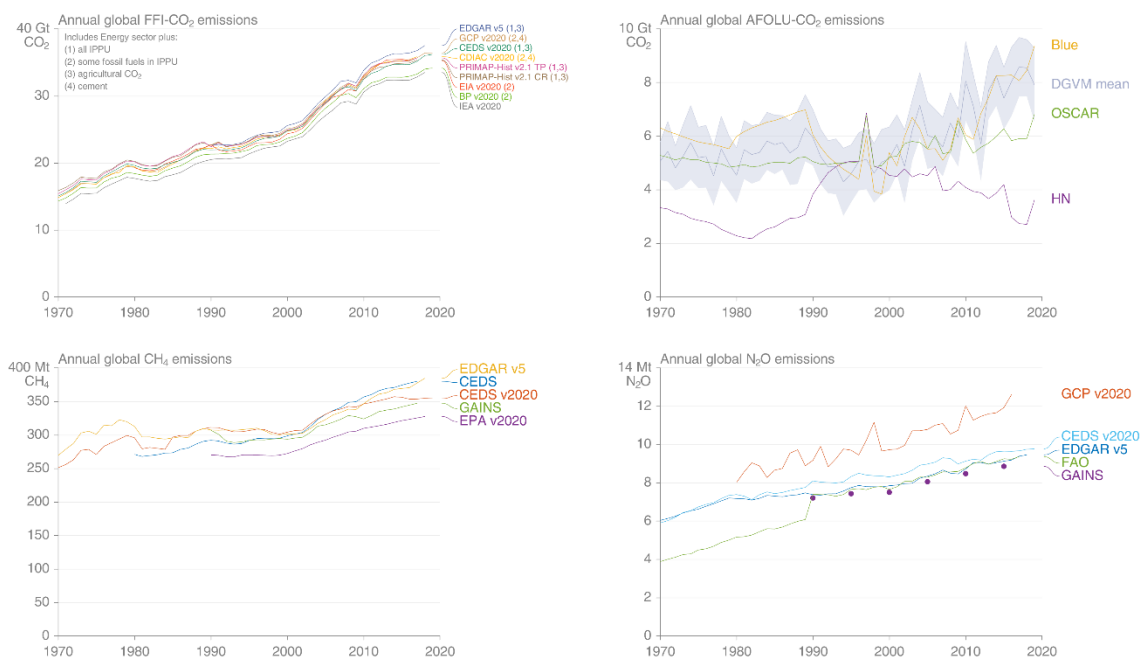 Annual global FFI-CO₂ emissions
40 Gt
CO₂
Includes Energy sector plus:
(1) all IPPU
(2) some fossil fuels in IPPU
(3) agricultural CO₂
(4) cement
30
20
10
0
1970 1980 1990 2000 2010 2020
EDGAR v5 (1,3)
GCP v2020 (2,4)
CEDS v2020 (1,3)
CDIAC v2020 (2,4)
PRIMAP-Hist v2.1 TP (1,3)
PRIMAP-Hist v2.1 CR (1,3)
EIA v2020 (2)
BP v2020 (2)
IEA v2020
Annual global AFOLU-CO₂ emissions
10 Gt
CO₂
8
6
4
2
0
1970 1980 1990 2000 2010 2020
Blue
DGVM mean
OSCAR
HN
Annual global CH₄ emissions
400 Mt
CH₄
350
300
250
200
150
100
50
0
1970 1980 1990 2000 2010 2020
EDGAR v5
CEDS
CEDS v2020
GAINS
EPA v2020
Annual global N₂O emissions
14 Mt
N₂O
12
10
8
6
4
2
0
1970 1980 1990 2000 2010 2020
GCP v2020
CEDS v2020
EDGAR v5
FAO
GAINS